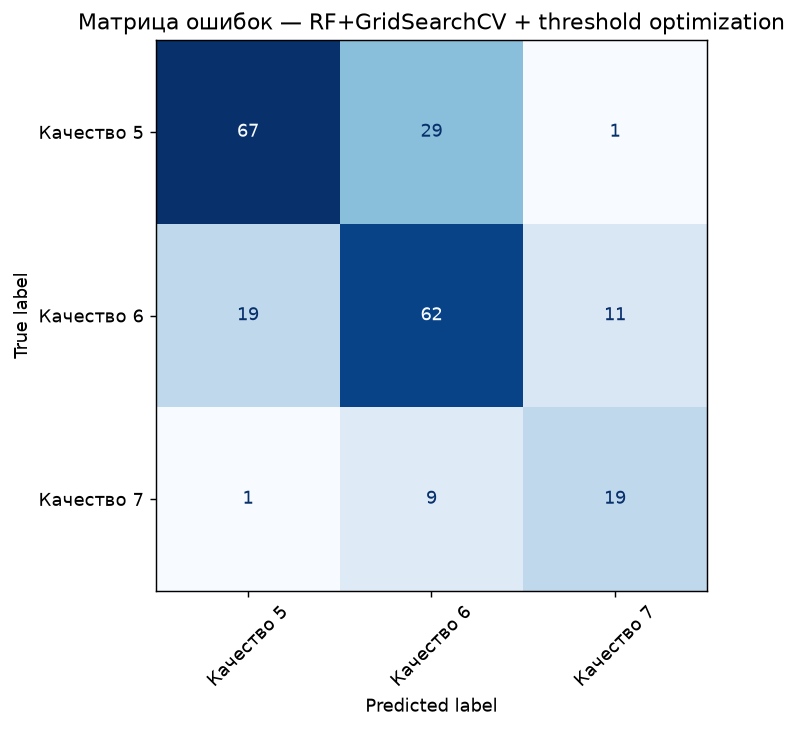 Матрица ошибок — RF+GridSearchCV + threshold optimization
True label
Качество 5
67 29 1
Качество 6
19 62 11
Качество 7
1 9 19
Качество 5 Качество 6 Качество 7
Predicted label